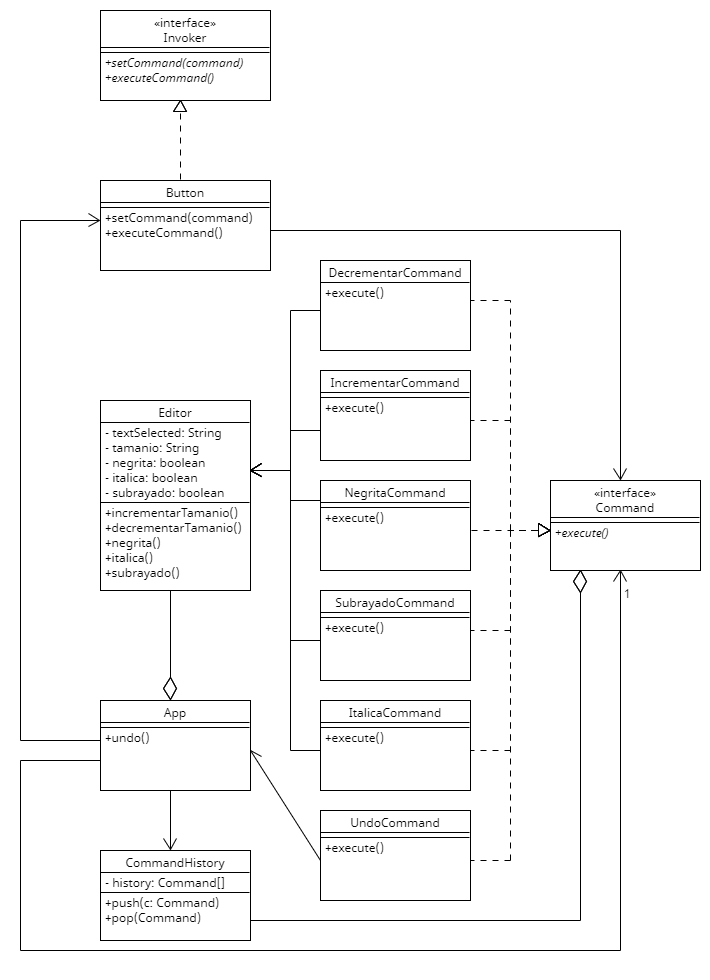 «interface»
Invoker
+setCommand(command)
+executeCommand()
Button
+setCommand(command)
+executeCommand()
DecrementarCommand
+execute()
IncrementarCommand
+execute()
Editor
- textSelected: String
- tamanio: String
- negrita: boolean
- italica: boolean
- subrayado: boolean
+incrementarTamanio()
+decrementarTamanio()
+negrita()
+italica()
+subrayado()
NegritaCommand
+execute()
«interface»
Command
+execute()
1
SubrayadoCommand
+execute()
App
+undo()
ItalicaCommand
+execute()
UndoCommand
+execute()
CommandHistory
- history: Command[]
+push(c: Command)
+pop(Command)